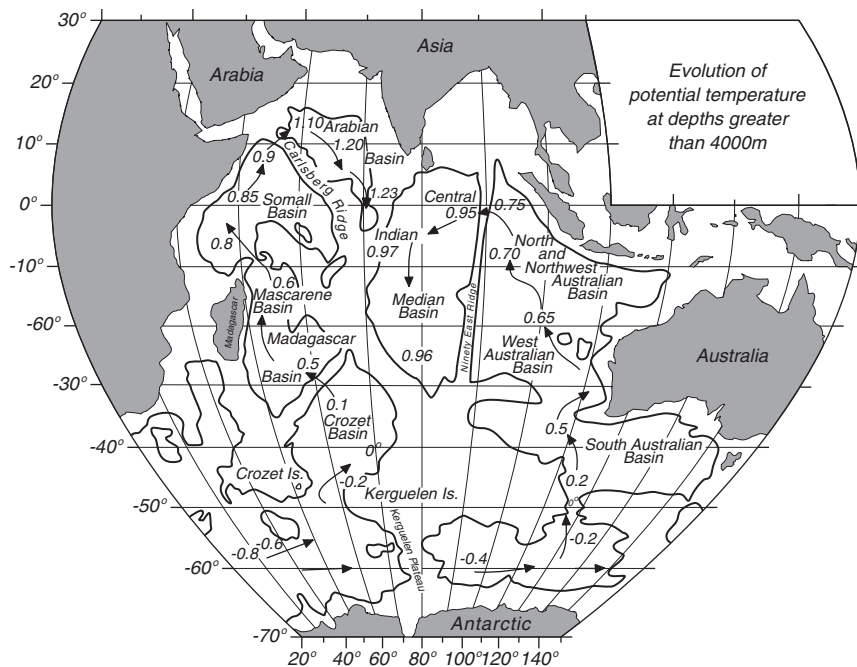 30°
20°
10°
0°
-10°
-60°
-30°
-40°
-50°
-60°
-70°
Arabia
Asia
Evolution of
potential temperature
at depths greater
than 4000m
1.10
Arabian
1.20
Basin
0.9
Carlsberg Ridge
1.23
0.85
Somall
Basin
0.8
Central
0.95
0.75
Indian
0.97
0.70
North
and
Northwest
Australian
Basin
0.6
Mascarene
Basin
Madagascar
Median
Basin
Ninety East Ridge
0.65
Madagascar
West
Australian
Basin
0.96
Australia
Basin
0.5
0.1
Crozet
Basin
0°
0.5
South Australian
Basin
Crozet Is.
-0.2
Kerguelen Is.
0.2
0°
-0.2
-0.6
-0.8
Kerguelen Plateau
-0.4
Antarctic
20° 40° 60° 80° 100° 120° 140°